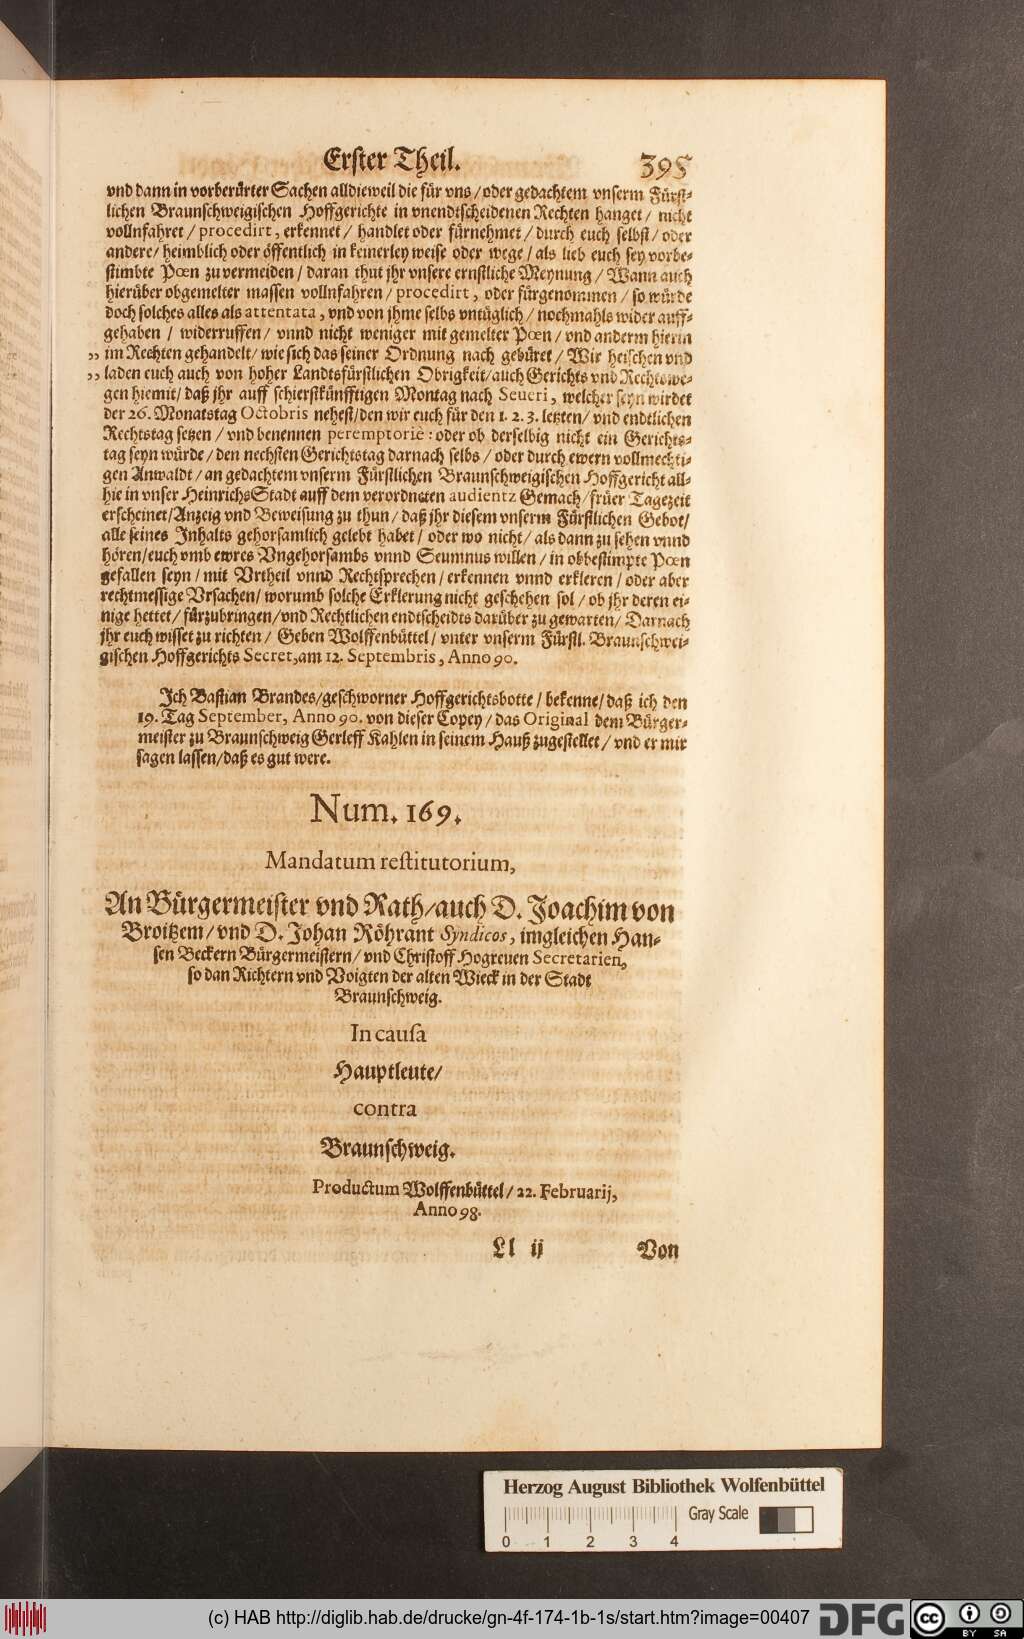 Erster Theil. 395
vnd dann in vorberürter Sachen alldieweil die für vns / oder gedachtem vnserm Fürst-
lichen Braunschweigischen Hoffgerichte in vnendtscheidenen Rechten hanget / nicht
vollnfahret / procedirt, erkennet / handlet oder fürnehmet / durch euch selbst / oder
andere / heimblich oder öffentlich in keinerley weise oder wege / als lieb euch sey vorbe-
stimbte Pœn zu vermeiden / daran thut jhr vnsere ernstliche Meynung / Wann auch
hierüber obgemelter massen vollnfahren / procedirt, oder fürgenommen / so würde
doch solches alles als attentata, vnd von jhme selbs vntüglich / nochmahls wider auff-
gehaben / widerruffen / vnnd nicht weniger mit gemelter Pœn / vnd anderm hierin
„ im Rechten gehandelt / wie sich das seiner Ordnung nach gebüret / Wir heischen vnd
„ laden euch auch von hoher Landtsfürstlichen Obrigkeit / auch Gerichts vnd Rechtswe-
gen hiemit / daß jhr auff schierstkünfftigen Montag nach Seueri, welcher seyn wirdet
der 26. Monatstag Octobris nehest / den wir euch für den 1. 2. 3. letzten / vnd endtlichen
Rechtstag setzen / vnd benennen peremptoriè: oder ob derselbig nicht ein Gerichts-
tag seyn würde / den nechsten Gerichtstag darnach selbs / oder durch ewern vollmechti-
gen Anwaldt / an gedachtem vnserm Fürstlichen Braunschweigischen Hoffgericht all-
hie in vnser HeinrichsStadt auff dem verordneten audientz Gemach / früer Tagezeit
erscheinet / Anzeig vnd Beweisung zu thun / daß jhr diesem vnserm Fürstlichen Gebot /
alle seines Inhalts gehorsamlich gelebt habet / oder wo nicht / als dann zu sehen vnnd
hören / euch vmb ewres Vngehorsambs vnnd Seumnus willen / in obbestimpte Pœn
gefallen seyn / mit Vrtheil vnnd Rechtsprechen / erkennen vnnd erkleren / oder aber
rechtmessige Vrsachen / worumb solche Erklerung nicht geschehen sol / ob jhr deren ei-
nige hettet / fürzubringen / vnd Rechtlichen endtscheidts darüber zu gewarten / Darnach
jhr euch wisset zu richten / Geben Wolffenbüttel / vnter vnserm Fürstl. Braunschwei-
gischen Hoffgerichts Secret, am 12. Septembris, Anno 90.
Ich Bastian Brandes / geschworner Hoffgerichtsbotte / bekenne / daß ich den
19. Tag September, Anno 90. von dieser Copey / das Original dem Bürger-
meister zu Braunschweig Gerleff Kahlen in seinem Hauß zugestellet / vnd er mir
sagen lassen / daß es gut were.
Num. 169.
Mandatum restitutorium,
An Bürgermeister vnd Rath / auch D. Joachim von
Broitzem / vnd D. Johan Röhrant Syndicos, imgleichen Han-
sen Beckern Bürgermeistern / vnd Christoff Hogreuen Secretarien,
so dan Richtern vnd Voigten der alten Wieck in der Stadt
Braunschweig.
In causa
Hauptleute /
contra
Braunschweig.
Productum Wolffenbüttel / 22. Februarij,
Anno 98.
Ll ij Von
Herzog August Bibliothek Wolfenbüttel
Gray Scale
0 1 2 3 4
(c) HAB http://diglib.hab.de/drucke/gn-4f-174-1b-1s/start.htm?image=00407 DFG cc BY SA